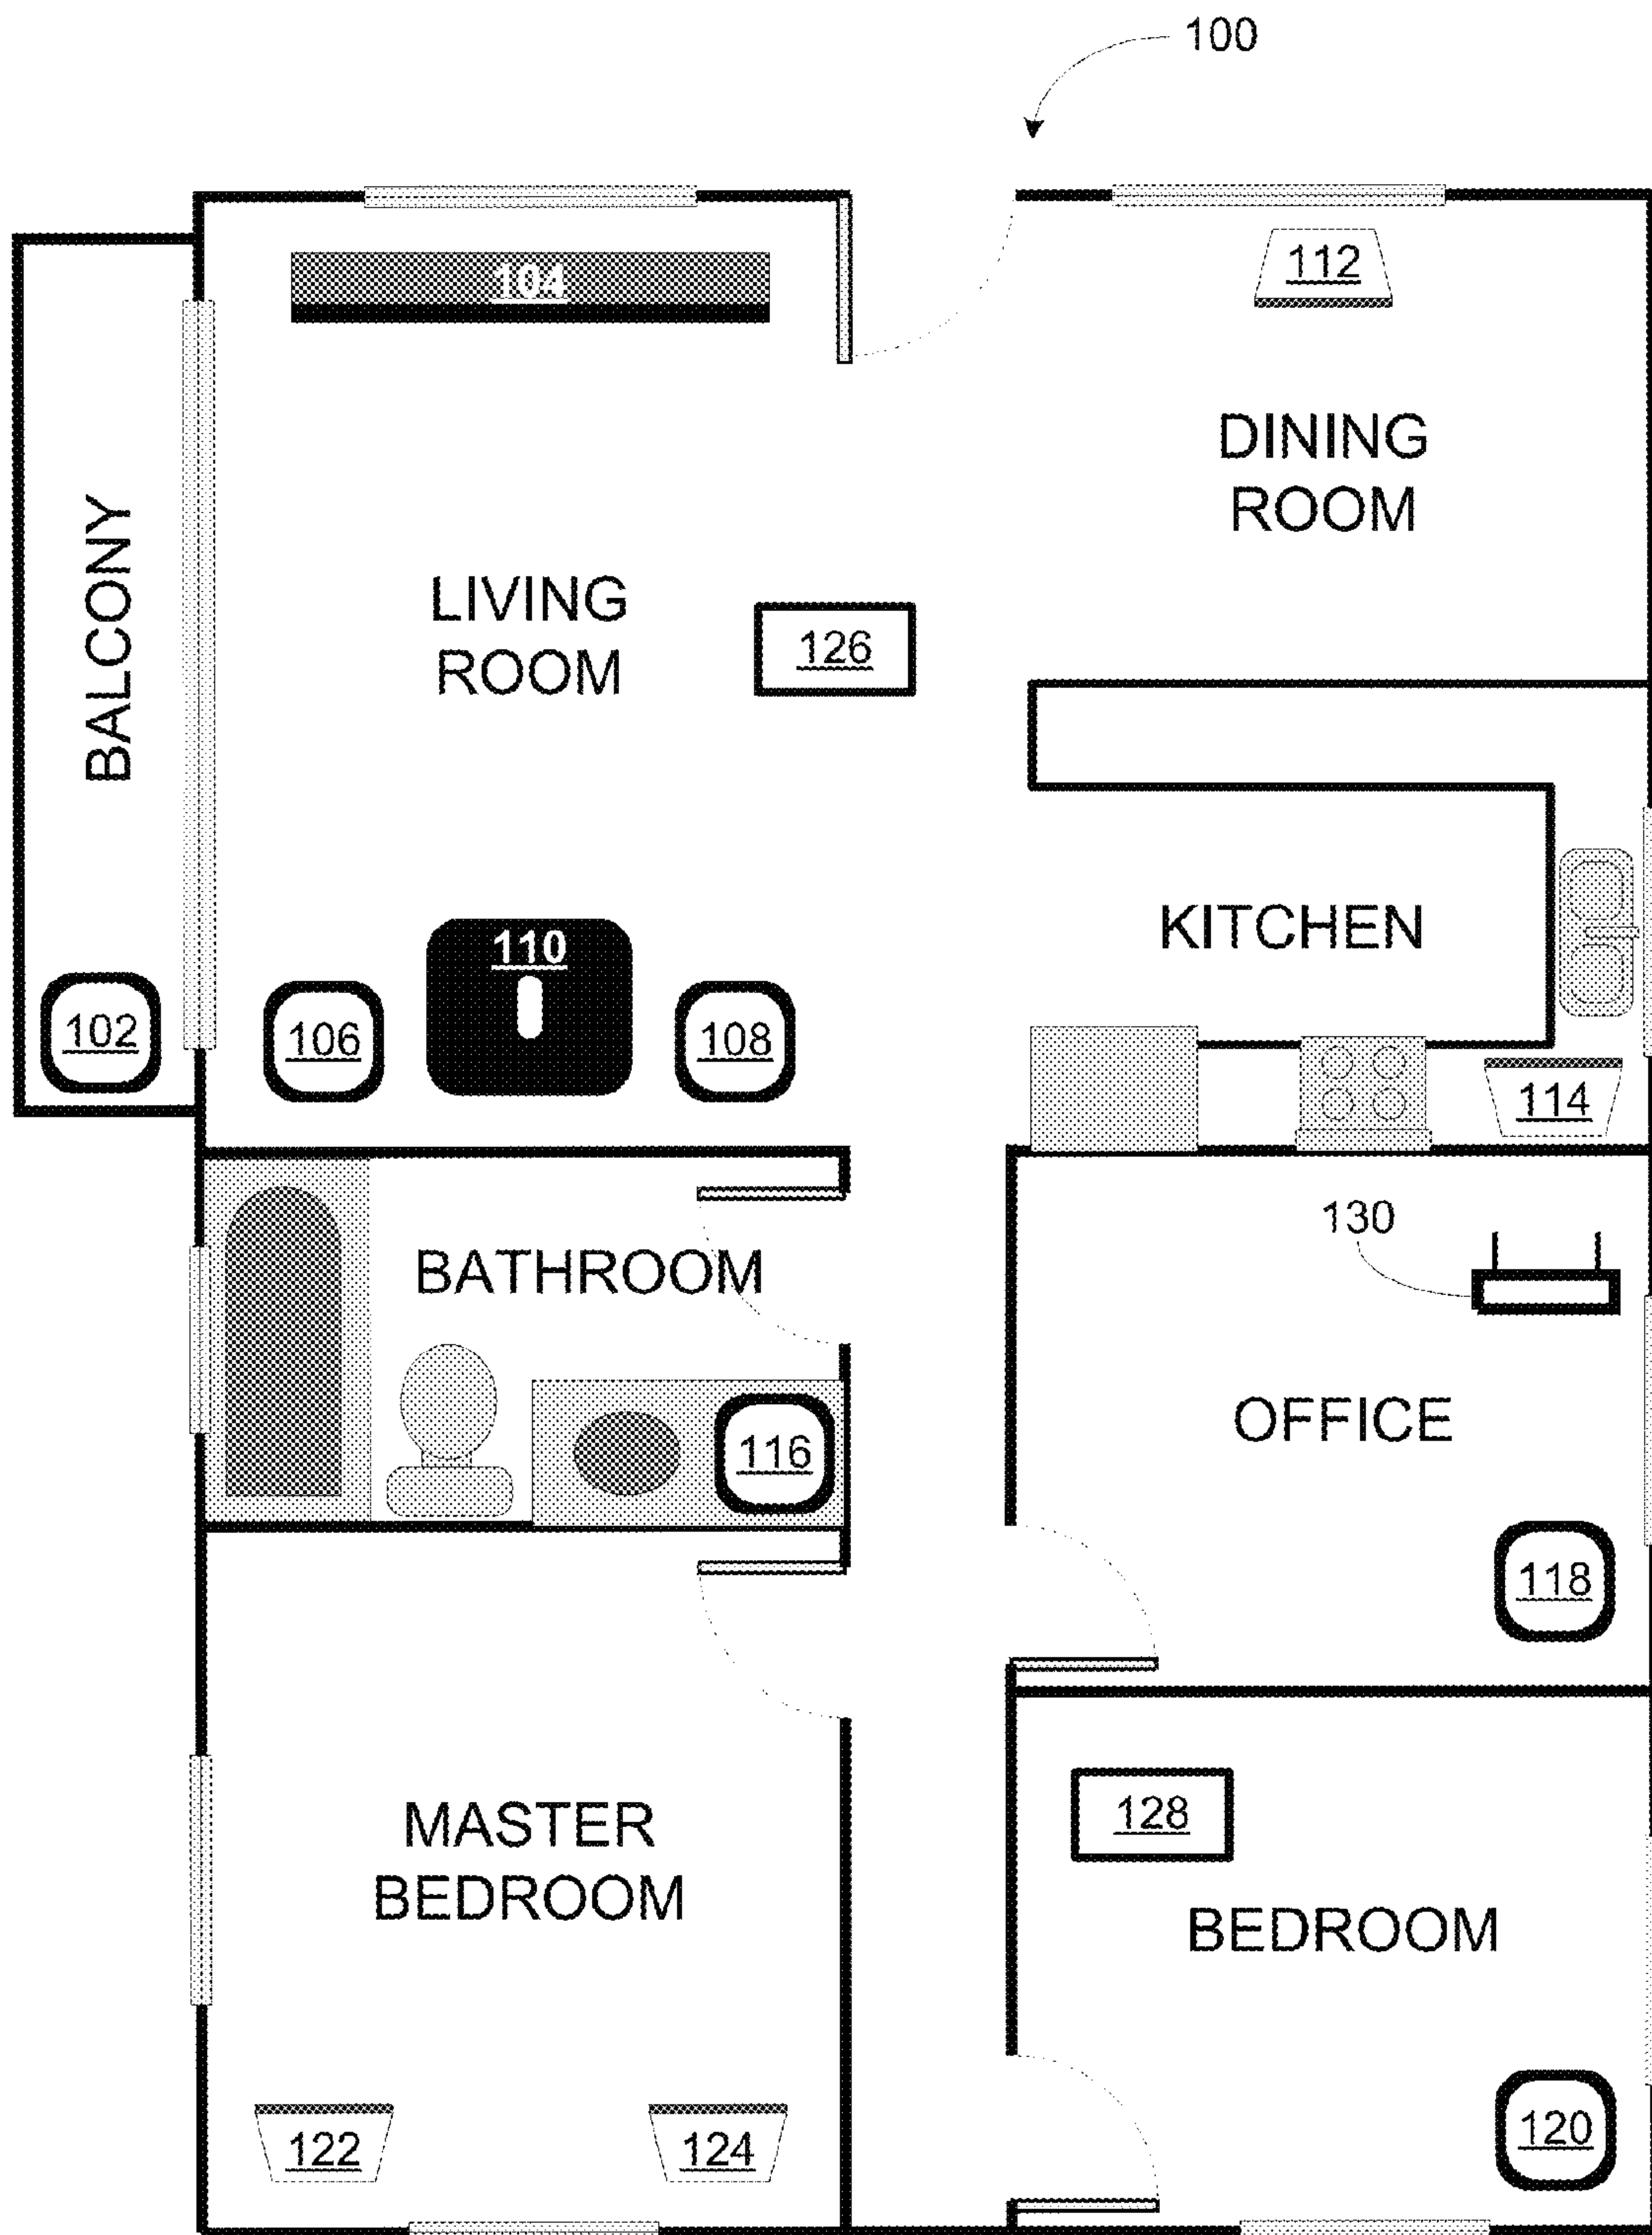 100
104
112
DINING
ROOM
BALCONY
LIVING
ROOM
126
KITCHEN
110
102
106
108
114
130
BATHROOM
OFFICE
116
118
MASTER
BEDROOM
128
BEDROOM
122
124
120